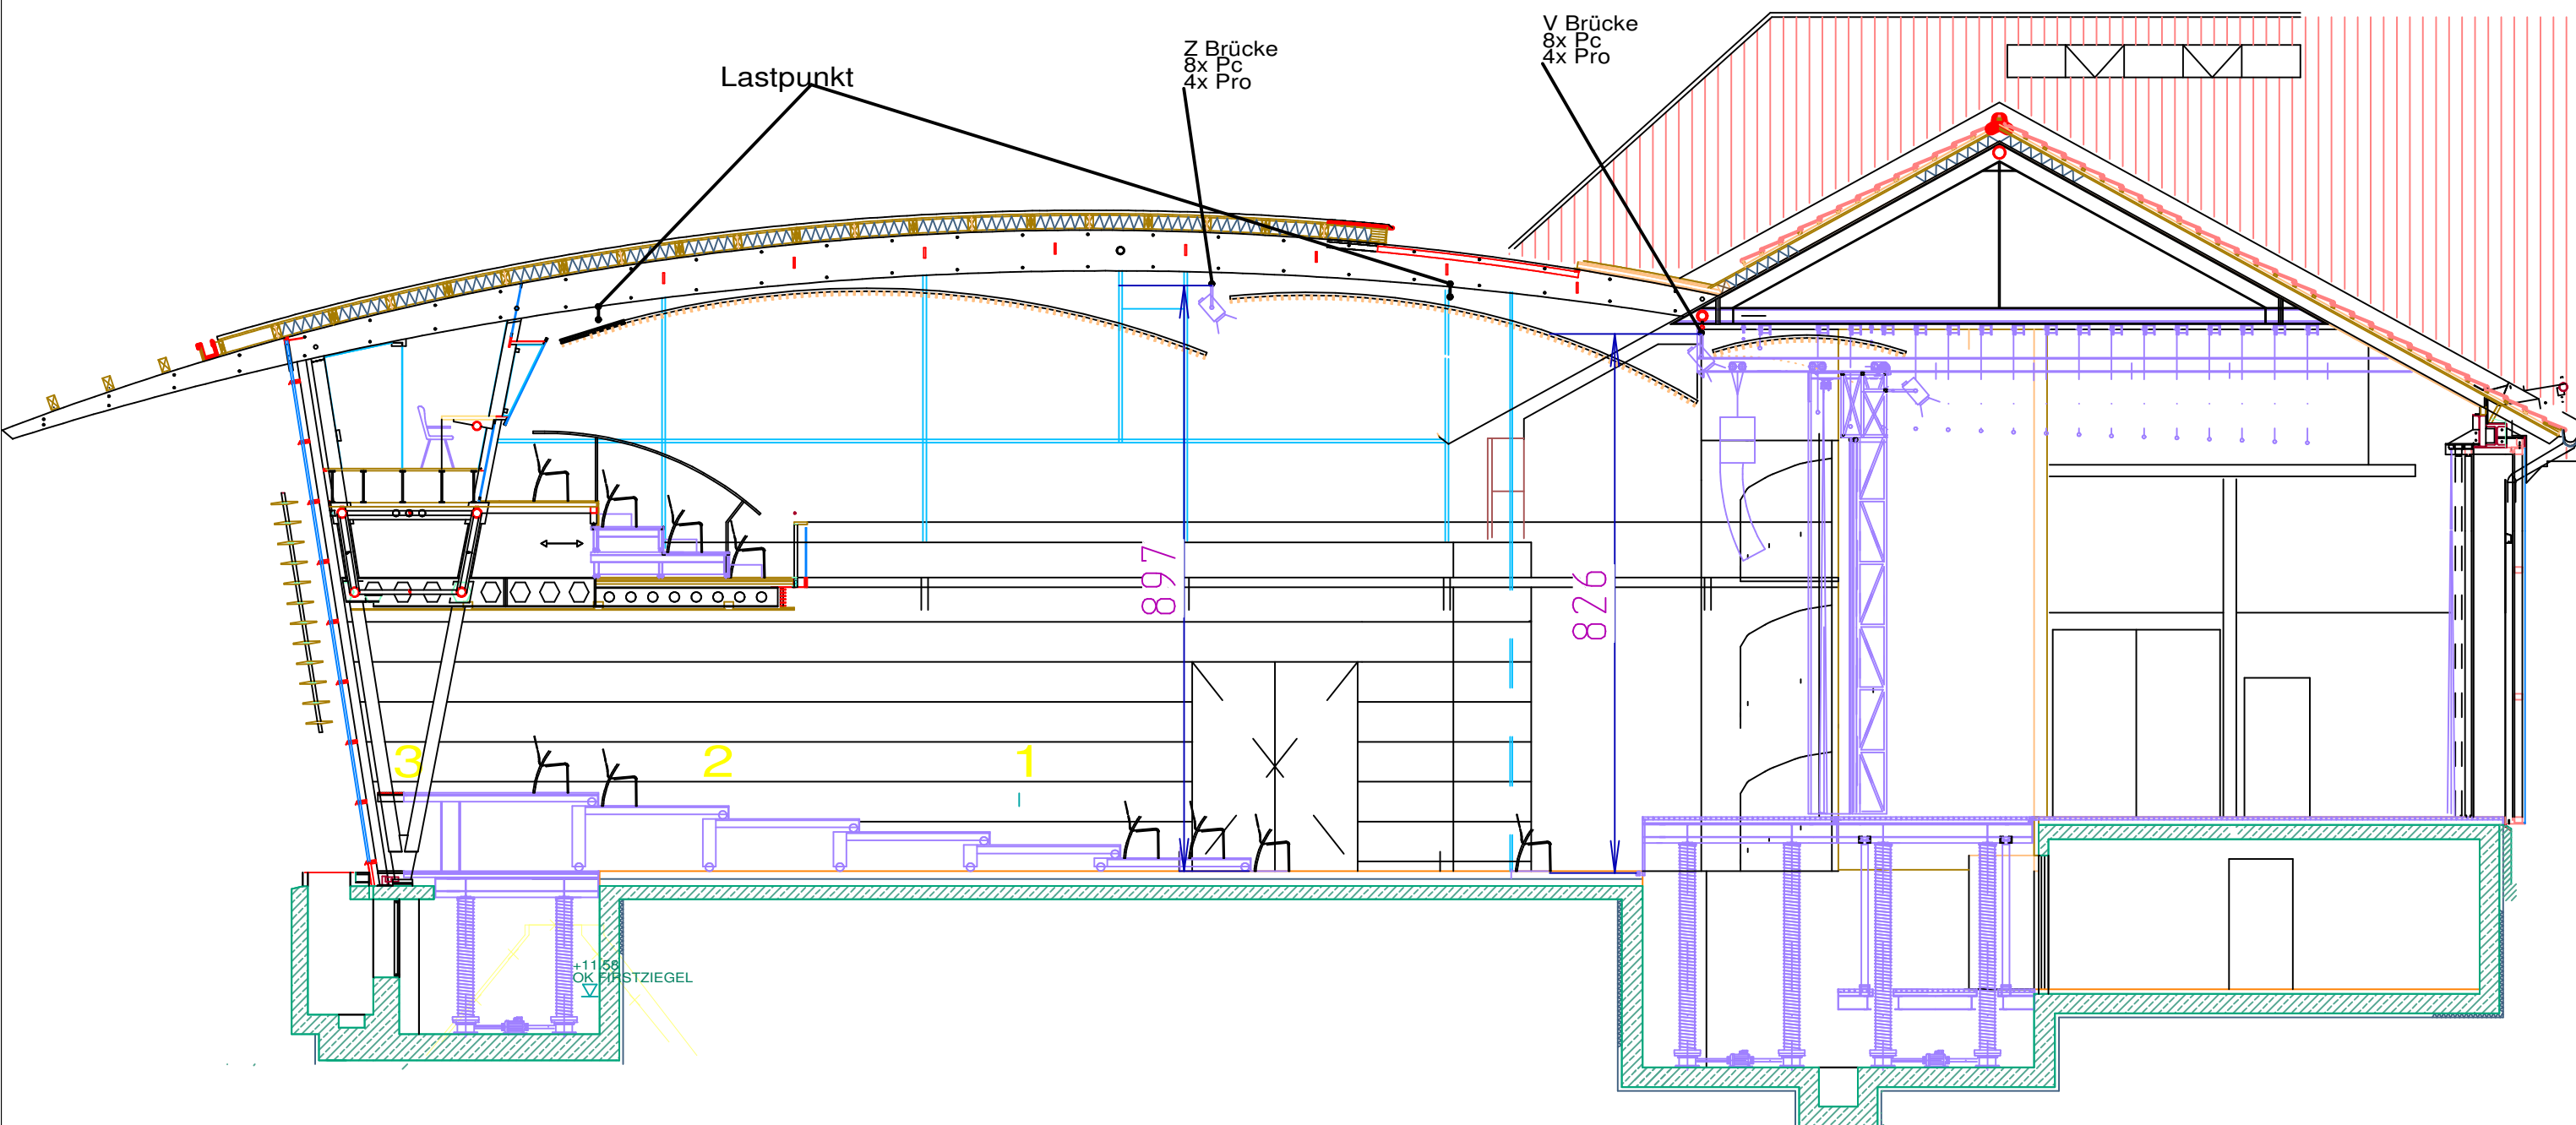 Lastpunkt
Z Brücke
8x Pc
4x Pro
V Brücke
8x Pc
4x Pro
897
826
3
2
1
+11.58
OK FIRSTZIEGEL